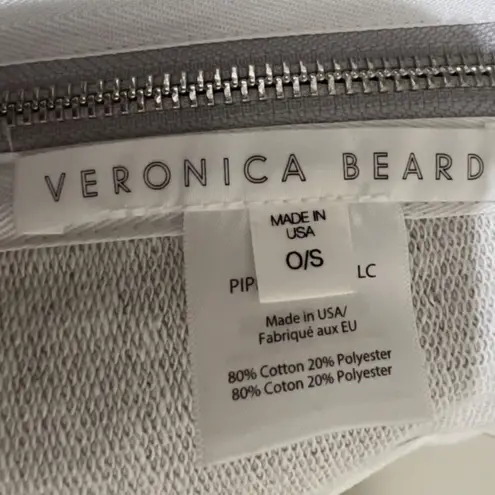 VERONICA BEARD
MADE IN
USA
O/S
PIP LC
Made in USA/
Fabriqué aux EU
80% Cotton 20% Polyester
80% Coton 20% Polyester